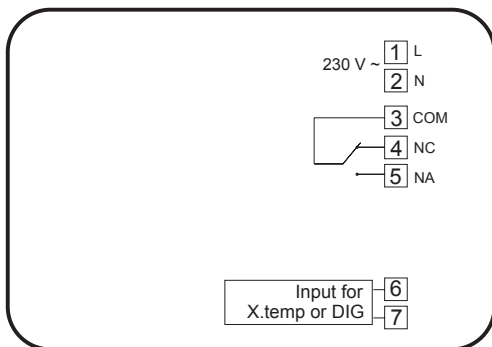 230 V ~ 1 L
2 N
3 COM
4 NC
5 NA
Input for 6
X.temp or DIG 7